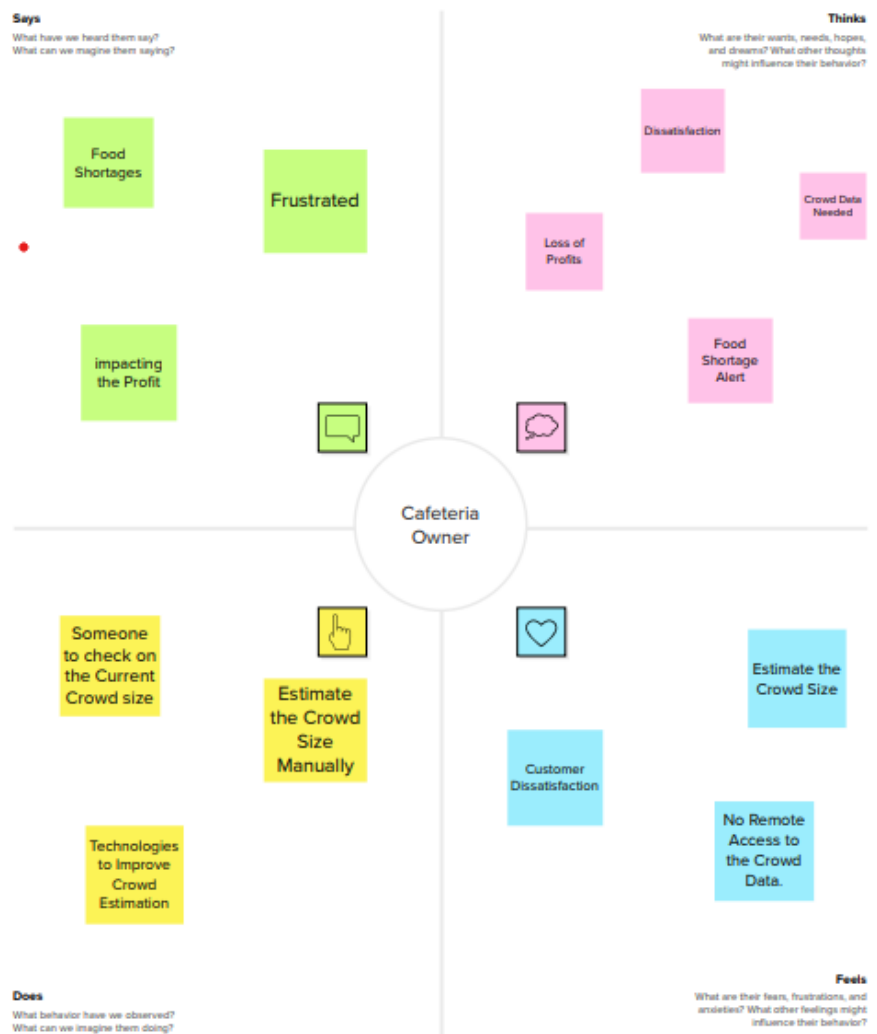 Says
What have we heard them say?
What can we magine them saying?
Thinks
What are their wants, needs, hopes,
and dreams? What other thoughts
might influence their behavior?
Food
Shortages
Frustrated
impacting
the Profit
Dissatisfaction
Crowd Data
Needed
Loss of
Profits
Food
Shortage
Alert
Cafeteria
Owner
Someone
to check on
the Current
Crowd size
Estimate
the Crowd
Size
Manually
Technologies
to Improve
Crowd
Estimation
Estimate the
Crowd Size
Customer
Dissatisfaction
No Remote
Access to
the Crowd
Data.
Does
What behavior have we observed?
What can we imagine them doing?
Feels
What are their fears, frustrations, and
anxieties? What other feelings might
influence their behavior?